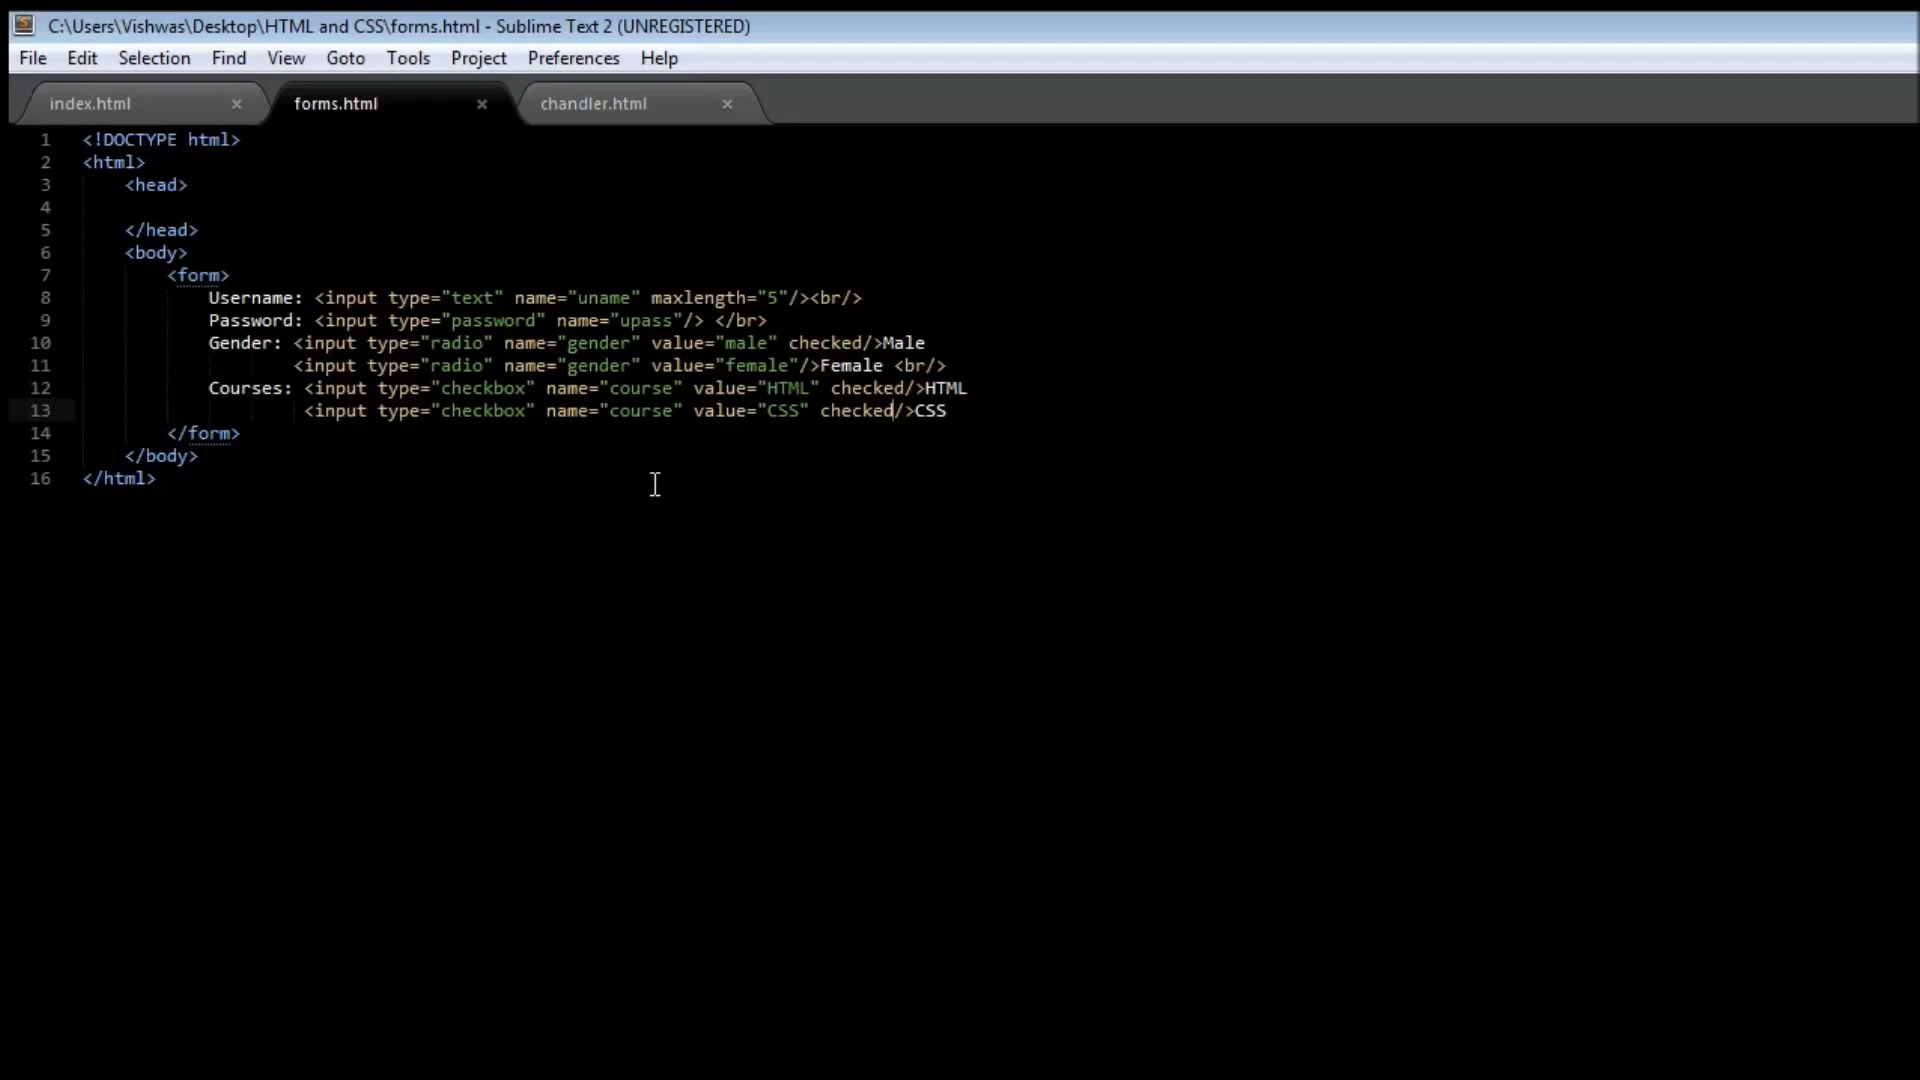 C:\Users\Vishwas\Desktop\HTML and CSS\forms.html - Sublime Text 2 (UNREGISTERED)
File Edit Selection Find View Goto Tools Project Preferences Help
index.html × forms.html × chandler.html ×
1 <!DOCTYPE html>
2 <html>
3 <head>
4
5 </head>
6 <body>
7 <form>
8 Username: <input type="text" name="uname" maxlength="5"/><br/>
9 Password: <input type="password" name="upass"/> </br>
10 Gender: <input type="radio" name="gender" value="male" checked/>Male
11 <input type="radio" name="gender" value="female"/>Female <br/>
12 Courses: <input type="checkbox" name="course" value="HTML" checked/>HTML
13 <input type="checkbox" name="course" value="CSS" checked/>CSS
14 </form>
15 </body>
16 </html>